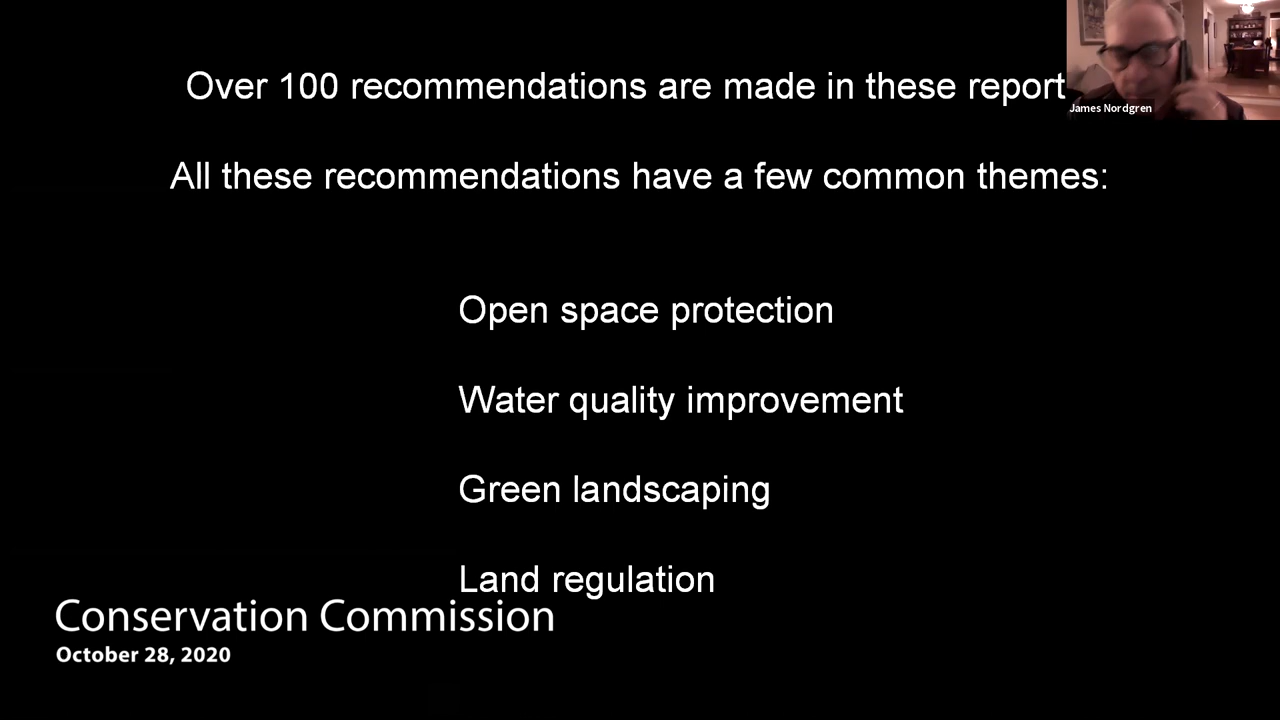 Over 100 recommendations are made in these report
James Nordgren
All these recommendations have a few common themes:
Open space protection
Water quality improvement
Green landscaping
Land regulation
Conservation Commission
October 28, 2020